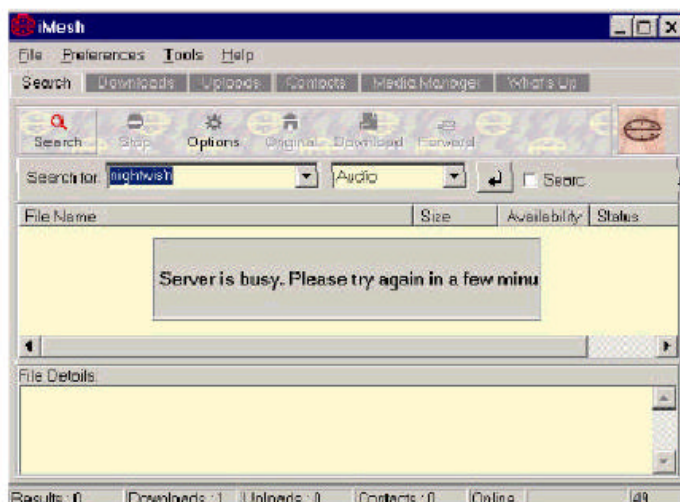 iMesh
File Preferences Tools Help
Search Downloads Uploads Contacts Media Manager What's Up
Search Stop Options Original Download Forward
Search for: nightwish Audio Searc
File Name Size Availability Status
Server is busy. Please try again in a few minu
File Details:
Results : 0 Downloads : 1 Uploads : 0 Contacts : 0 Online 49